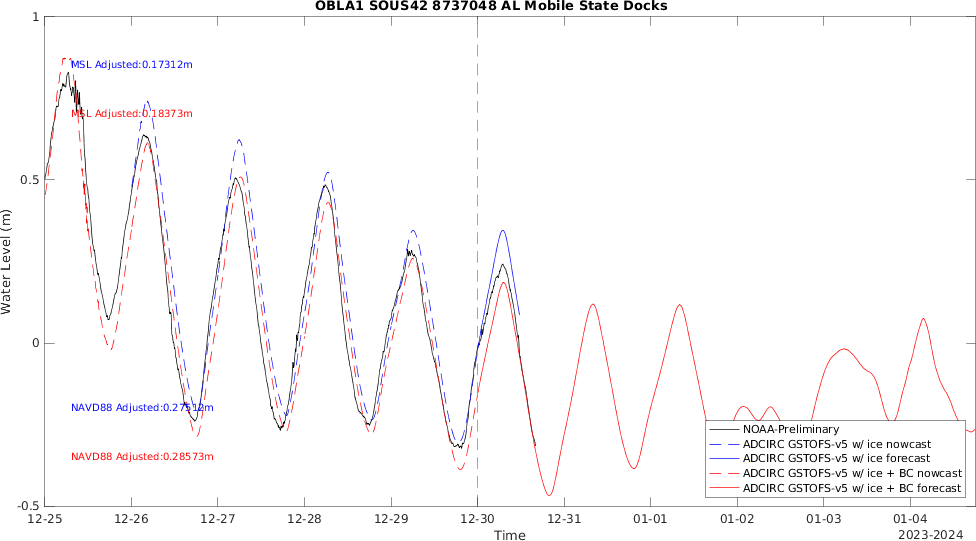 OBLA1 SOUS42 8737048 AL Mobile State Docks
1
0.5
0
-0.5
Water Level (m)
MSL Adjusted:0.17312m
MSL Adjusted:0.18373m
NAVD88 Adjusted:0.27512m
NAVD88 Adjusted:0.28573m
NOAA-Preliminary
ADCIRC GSTOFS-v5 w/ ice nowcast
ADCIRC GSTOFS-v5 w/ ice forecast
ADCIRC GSTOFS-v5 w/ ice + BC nowcast
ADCIRC GSTOFS-v5 w/ ice + BC forecast
12-25 12-26 12-27 12-28 12-29 12-30 12-31 01-01 01-02 01-03 01-04
Time
2023-2024